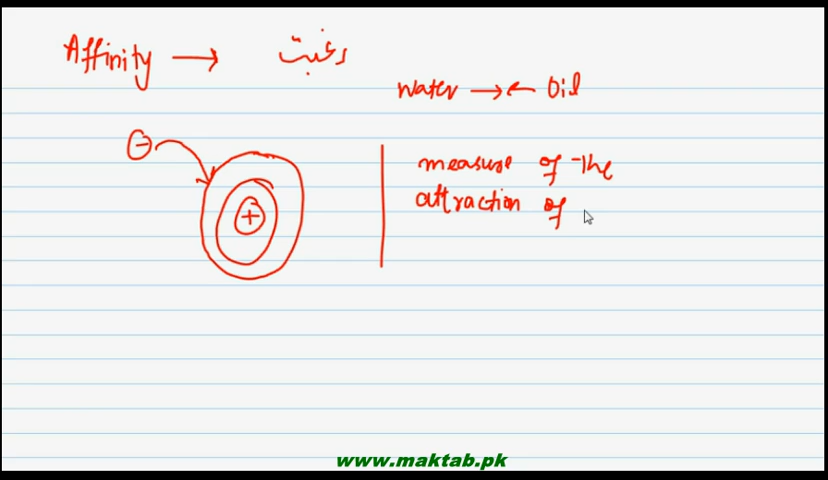 Affinity → رغبت
Water →← Oil
−
+
measure of the
attraction of
www.maktab.pk